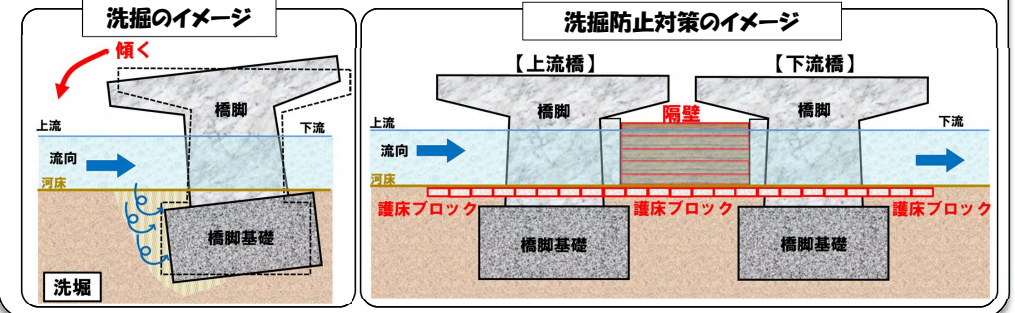 洗掘のイメージ
傾く
橋脚
上流
下流
流向
河床
橋脚基礎
洗堀
洗掘防止対策のイメージ
【上流橋】
【下流橋】
橋脚
隔壁
橋脚
上流
下流
流向
河床
護床ブロック
護床ブロック
護床ブロック
橋脚基礎
橋脚基礎